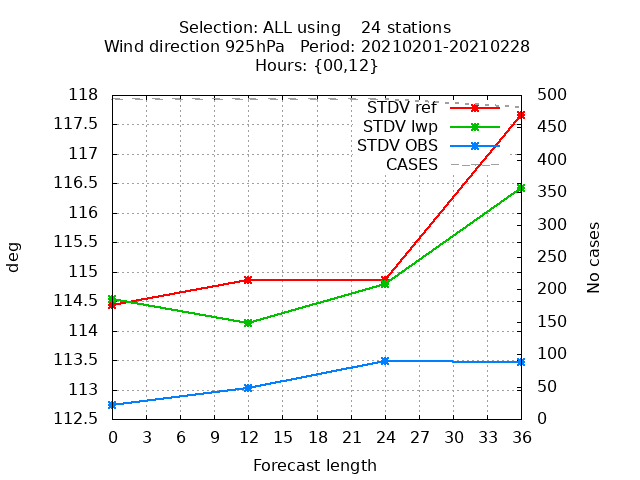 Selection: ALL using    24 stations
Wind direction 925hPa   Period: 20210201-20210228
Hours: {00,12}
118
117.5
117
116.5
116
115.5
115
114.5
114
113.5
113
112.5
deg
STDV ref
STDV lwp
STDV OBS
CASES
500
450
400
350
300
250
200
150
100
50
0
No cases
0 3 6 9 12 15 18 21 24 27 30 33 36
Forecast length